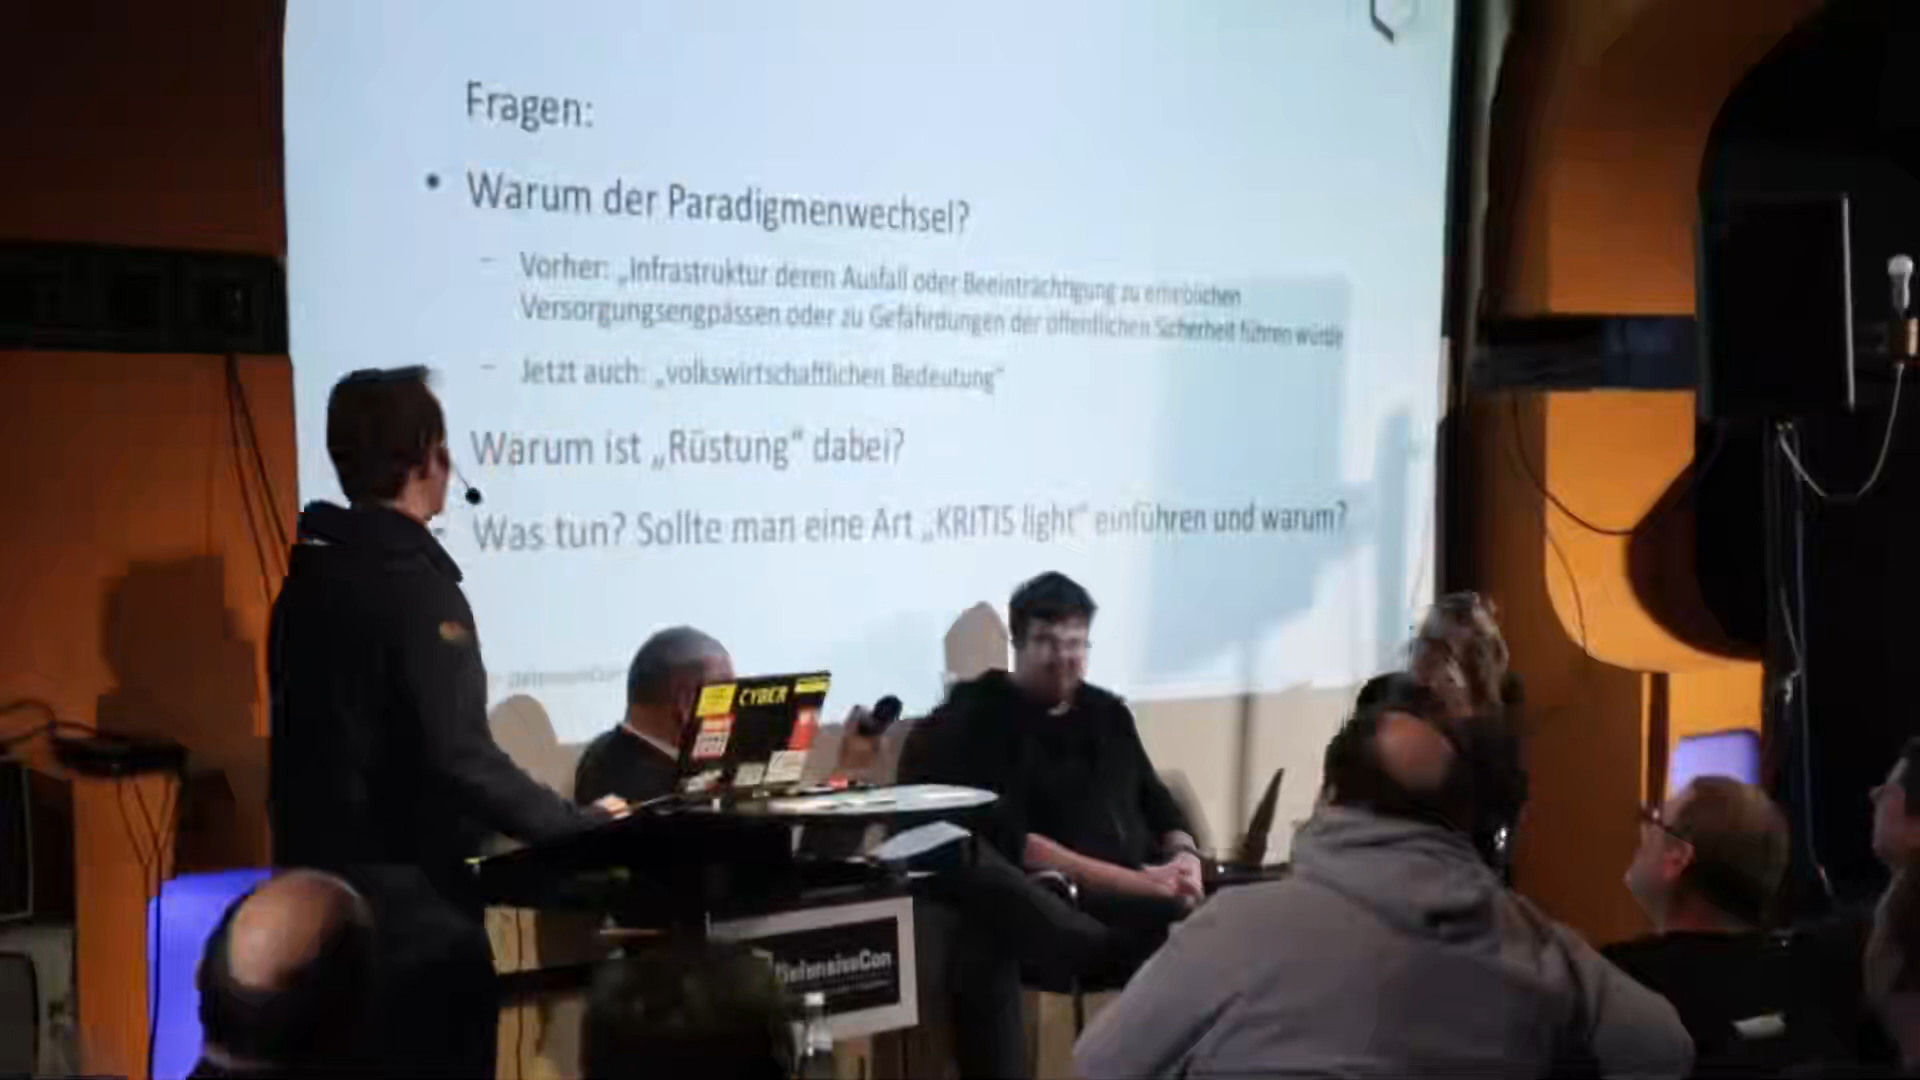 Fragen:
• Warum der Paradigmenwechsel?
– Vorher: „Infrastruktur deren Ausfall oder Beeinträchtigung zu erheblichen
Versorgungsengpässen oder zu Gefährdungen der öffentlichen Sicherheit führen würde
– Jetzt auch: „volkswirtschaftlichen Bedeutung“
Warum ist „Rüstung“ dabei?
Was tun? Sollte man eine Art „KRITIS light“ einführen und warum?
CYBER
DefensiveCon